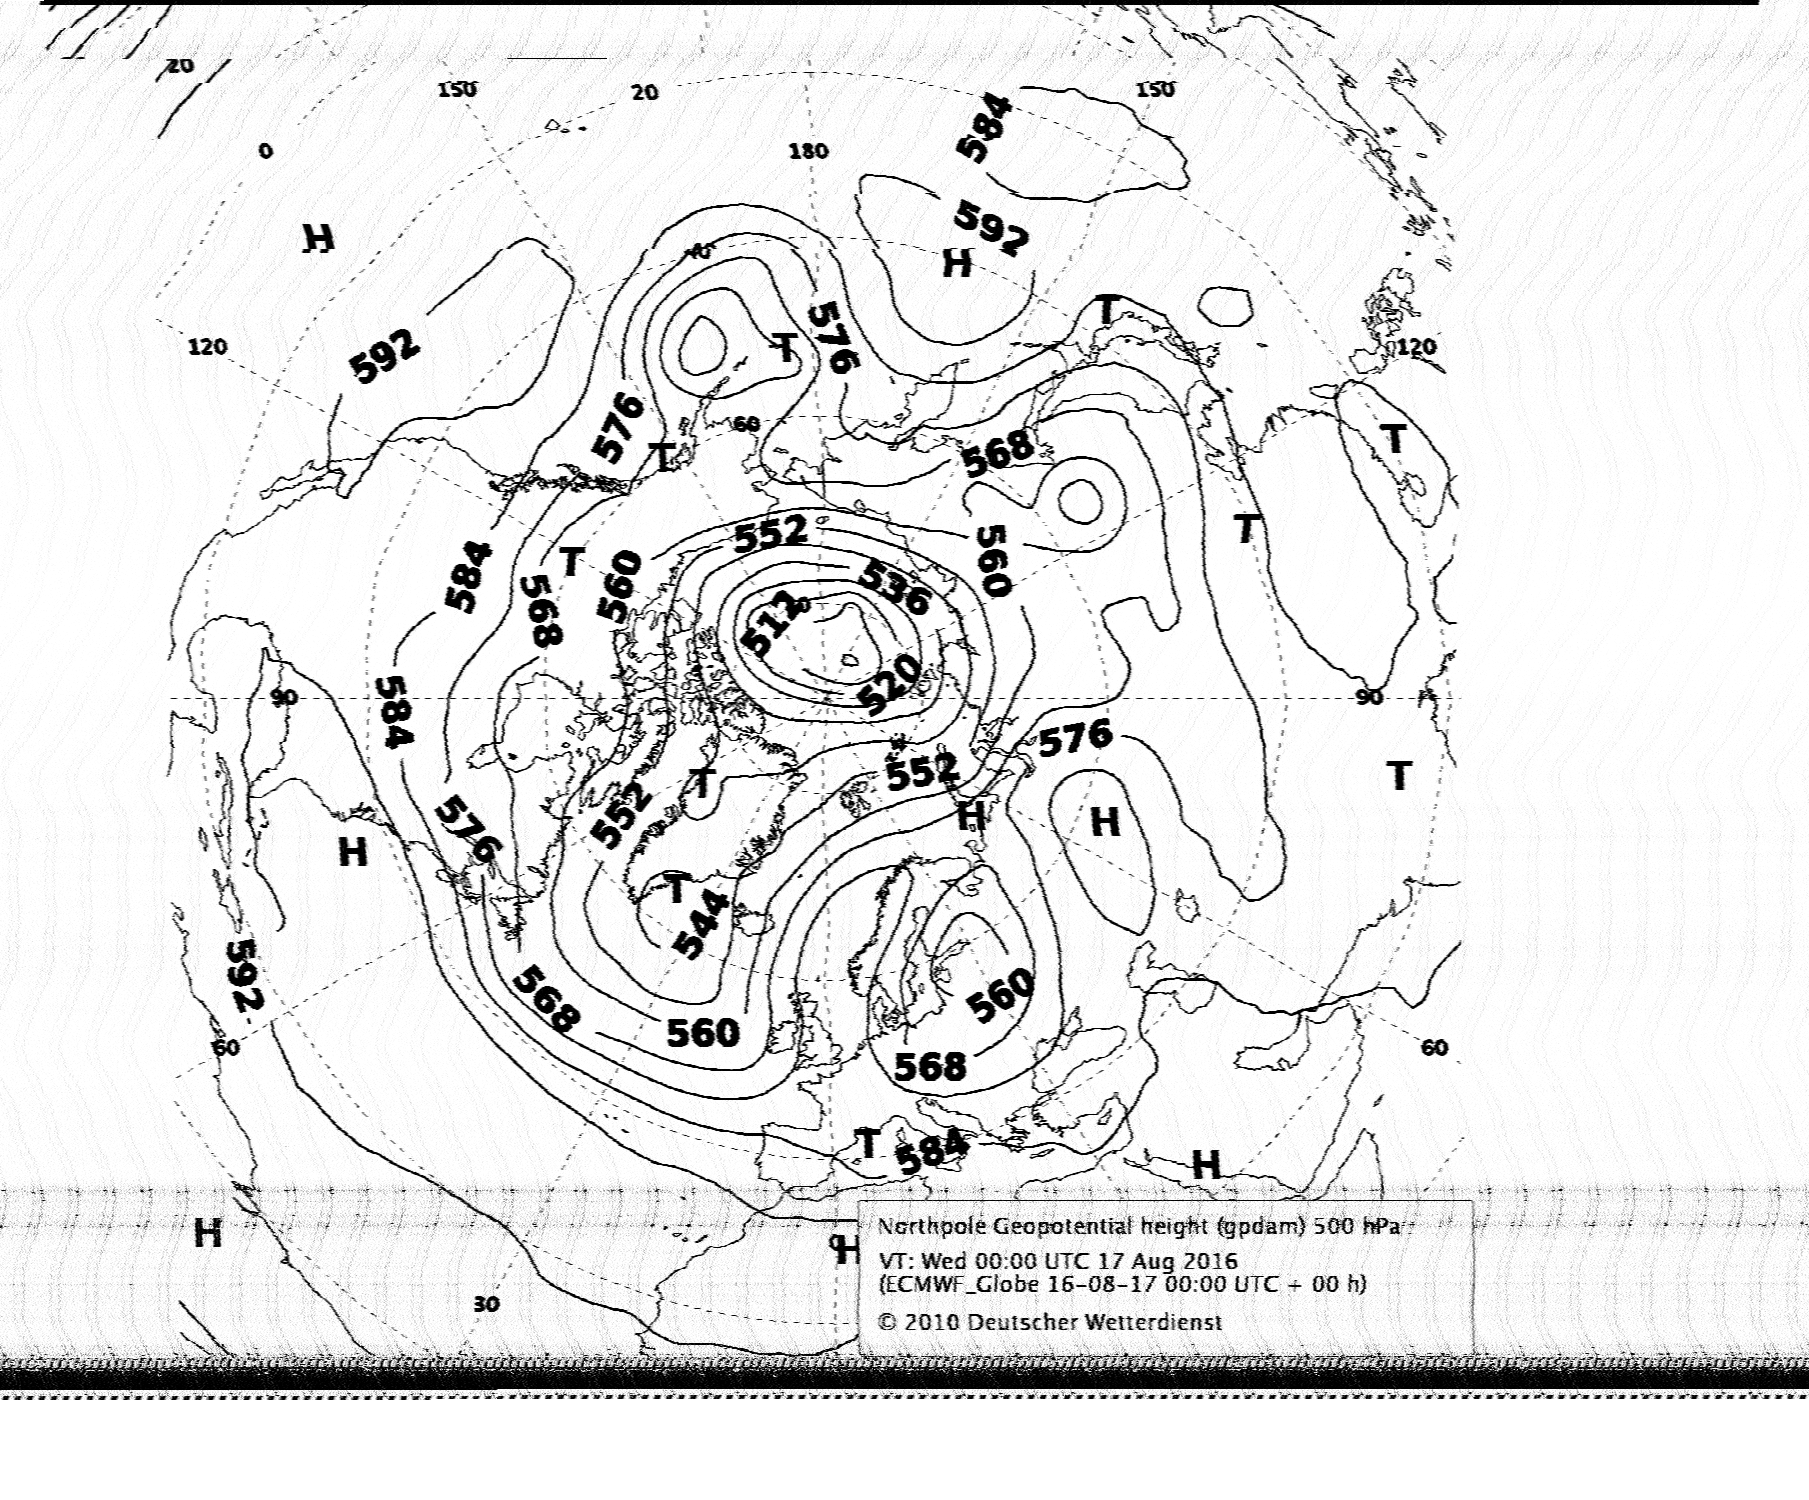 20
150
20
150
584
0
180
592
H
40
H
T
576
T
592
120
120
576
60
T
T
568
552
T
560
T
584
568
560
536
512
520
584
90
90
576
552
T
T
552
H
H
576
H
T
544
592
568
560
560
60
60
568
T
584
H
H
H
30
Northpole Geopotential height (gpdam) 500 hPa
VT: Wed 00:00 UTC 17 Aug 2016
(ECMWF_Globe 16-08-17 00:00 UTC + 00 h)
© 2010 Deutscher Wetterdienst